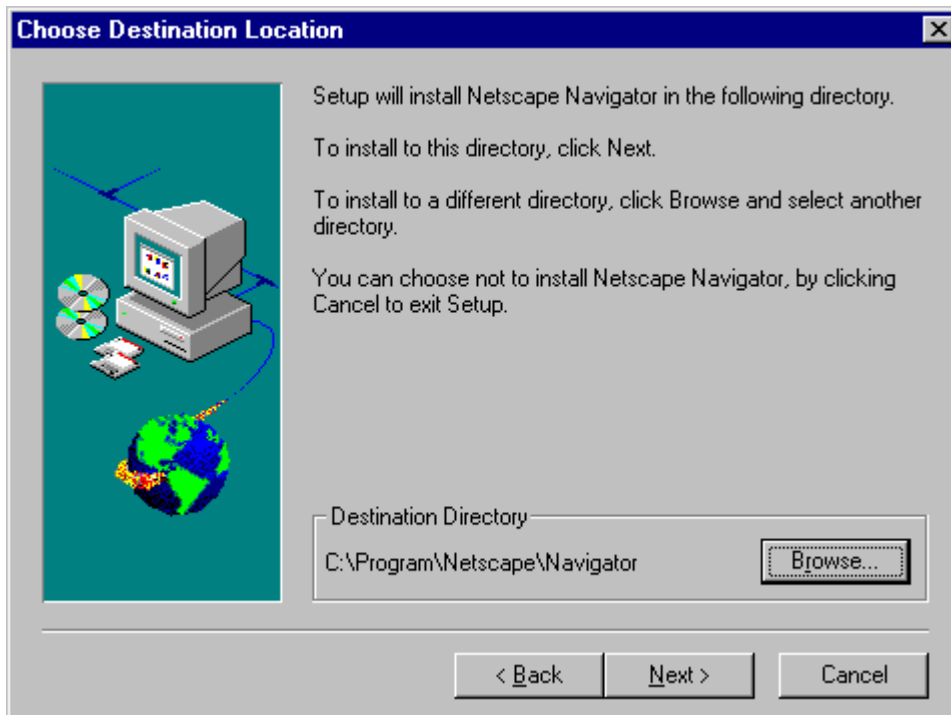 Choose Destination Location
Setup will install Netscape Navigator in the following directory.
To install to this directory, click Next.
To install to a different directory, click Browse and select another
directory.
You can choose not to install Netscape Navigator, by clicking
Cancel to exit Setup.
Destination Directory
C:\Program\Netscape\Navigator
Browse...
< Back
Next >
Cancel